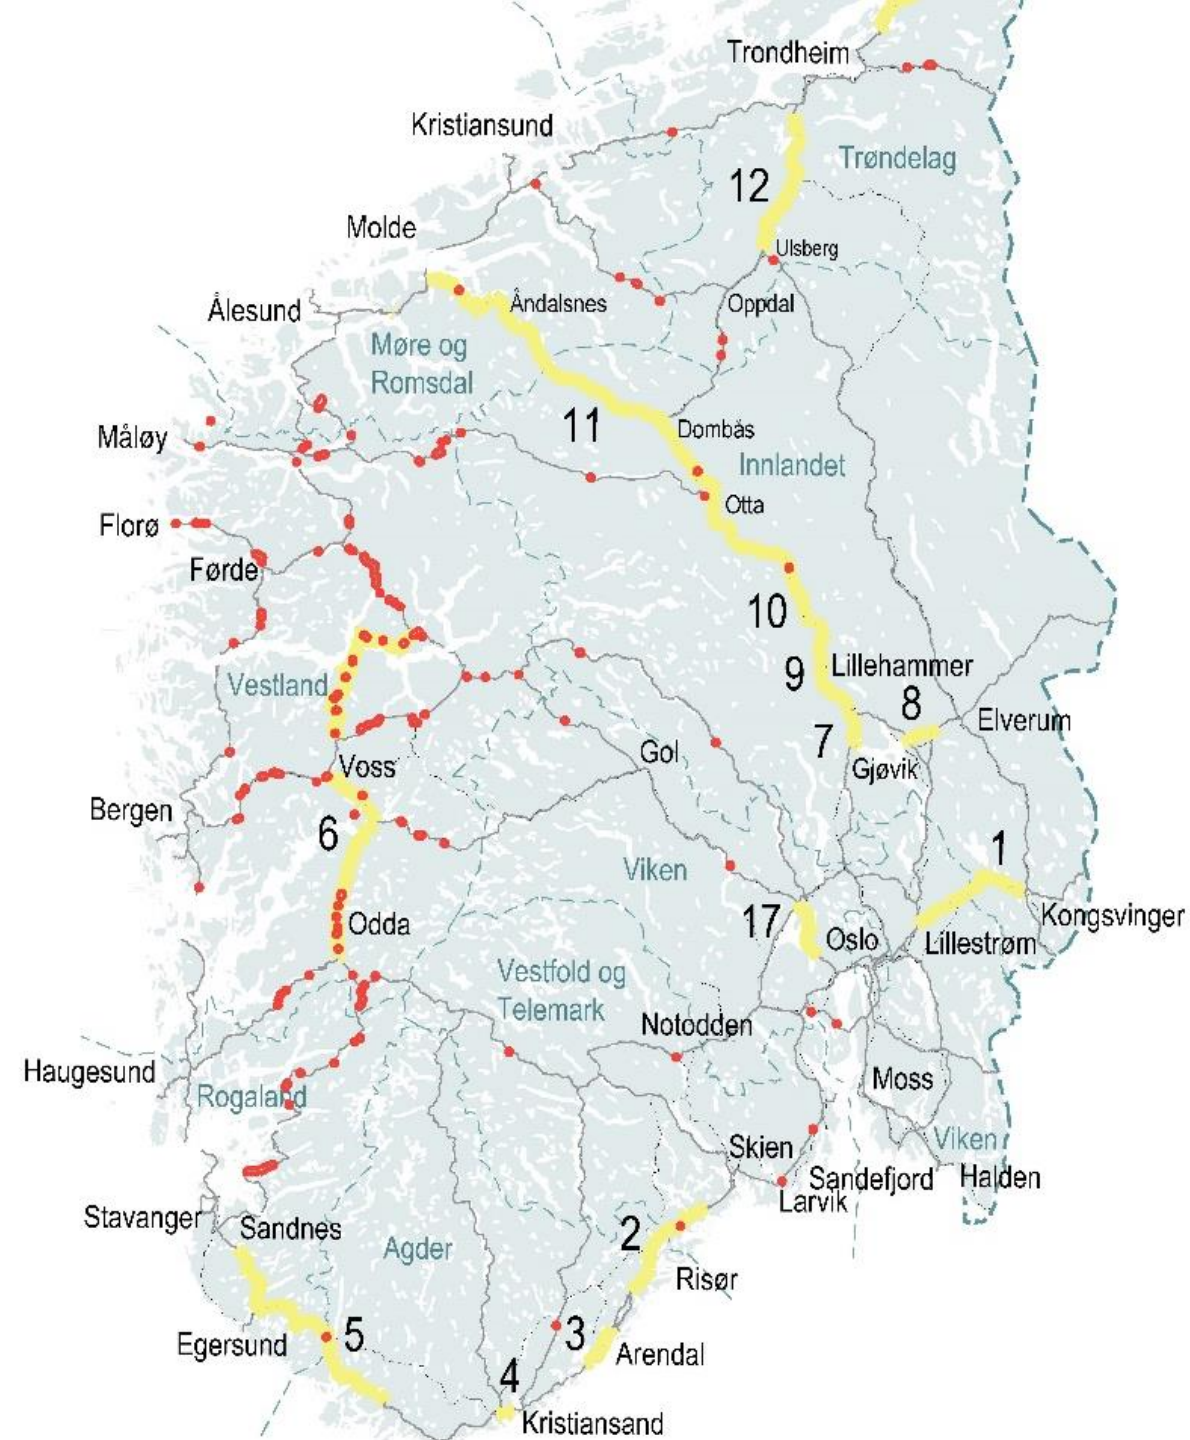 Trondheim
Kristiansund
Trøndelag
12
Molde
Ulsberg
Ålesund
Åndalsnes
Oppdal
Møre og
Romsdal
11
Dombås
Måløy
Innlandet
Otta
Florø
Førde
10
Lillehammer
9
Vestland
8
Elverum
7
Gol
Gjøvik
Voss
Bergen
6
1
Viken
Kongsvinger
17
Odda
Oslo
Lillestrøm
Vestfold og
Telemark
Notodden
Haugesund
Moss
Rogaland
Skien
Viken
Sandefjord
Halden
Larvik
Stavanger
Sandnes
2
Agder
Risør
5
3
Egersund
Arendal
4
Kristiansand